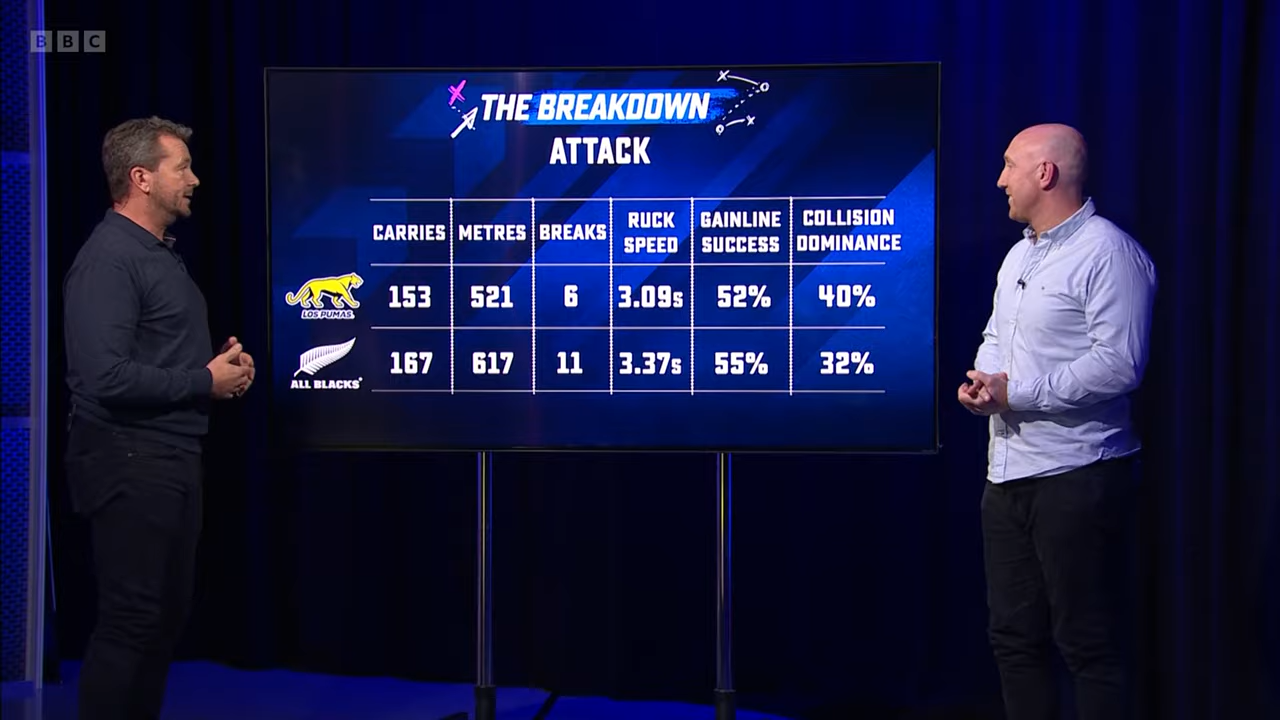 BBC
THE BREAKDOWN
ATTACK
CARRIES METRES BREAKS RUCK SPEED GAINLINE SUCCESS COLLISION DOMINANCE
LOS PUMAS 153 521 6 3.09s 52% 40%
ALL BLACKS 167 617 11 3.37s 55% 32%